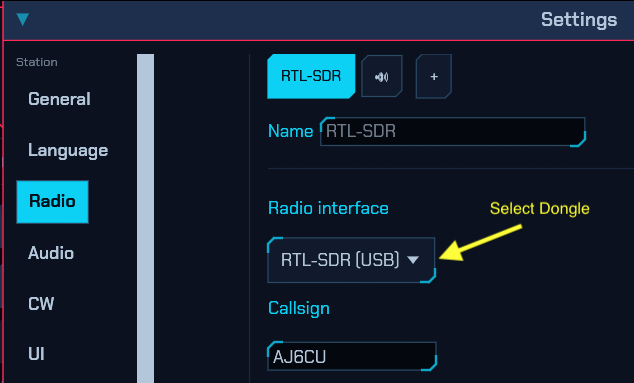 Settings
Station
General
Language
Radio
Audio
CW
UI
RTL-SDR
+
Name RTL-SDR
Radio interface
Select Dongle
RTL-SDR (USB)
Callsign
AJ6CU